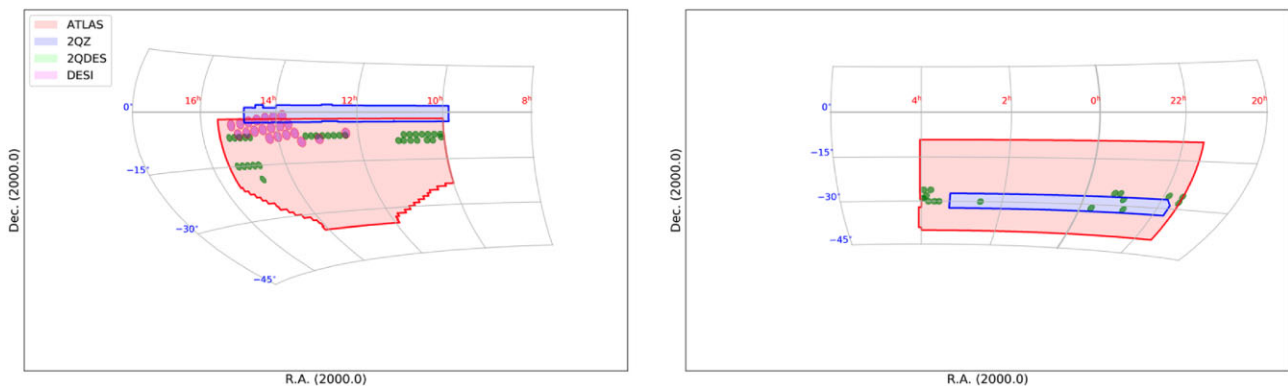 ATLAS
2QZ
2QDES
DESI
16ʰ 14ʰ 12ʰ 10ʰ 8ʰ
0°
−15°
−30°
−45°
Dec. (2000.0)
R.A. (2000.0)
4ʰ 2ʰ 0ʰ 22ʰ 20ʰ
0°
−15°
−30°
−45°
Dec. (2000.0)
R.A. (2000.0)